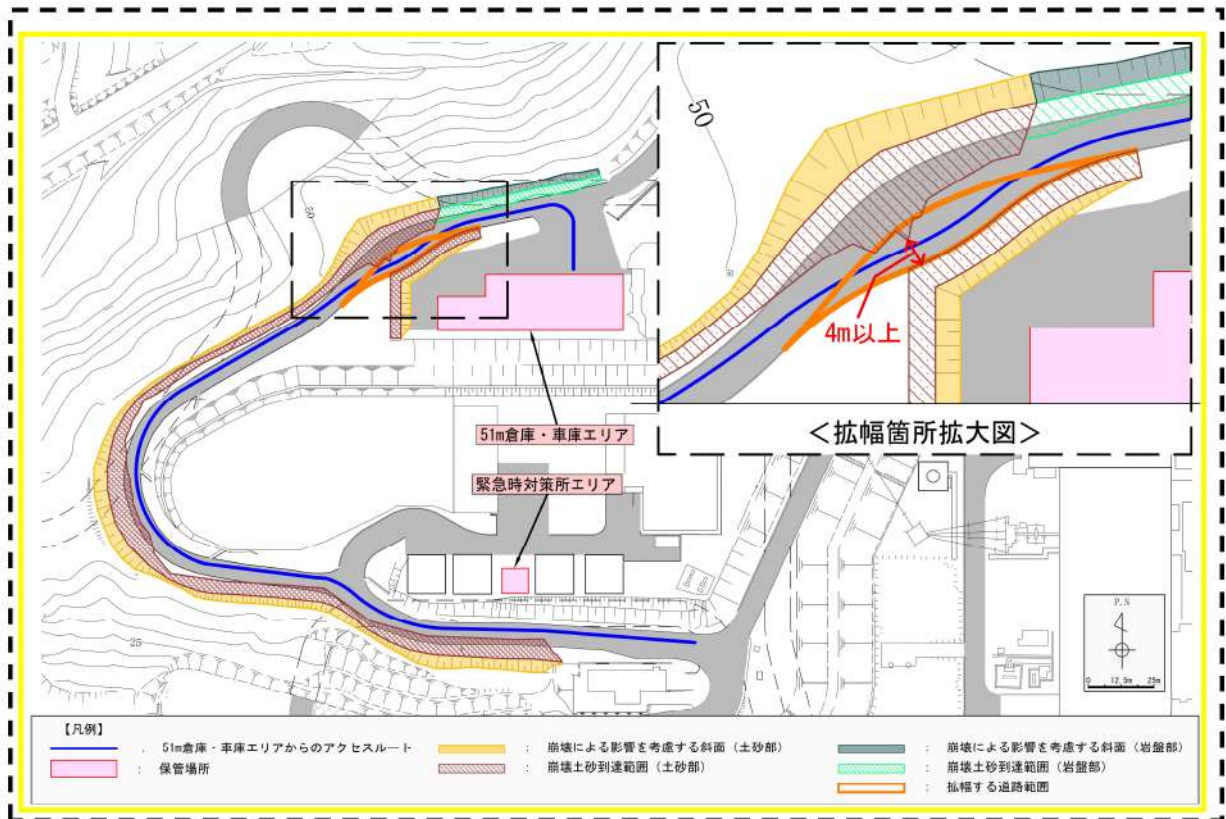 50
50
4m以上
<拡幅箇所拡大図>
51m倉庫・車庫エリア
緊急時対策所エリア
25
P.N
0 12.5m 25m
【凡例】
: 51m倉庫・車庫エリアからのアクセスルート
: 保管場所
: 崩壊による影響を考慮する斜面(土砂部)
: 崩壊土砂到達範囲(土砂部)
: 崩壊による影響を考慮する斜面(岩盤部)
: 崩壊土砂到達範囲(岩盤部)
: 拡幅する道路範囲